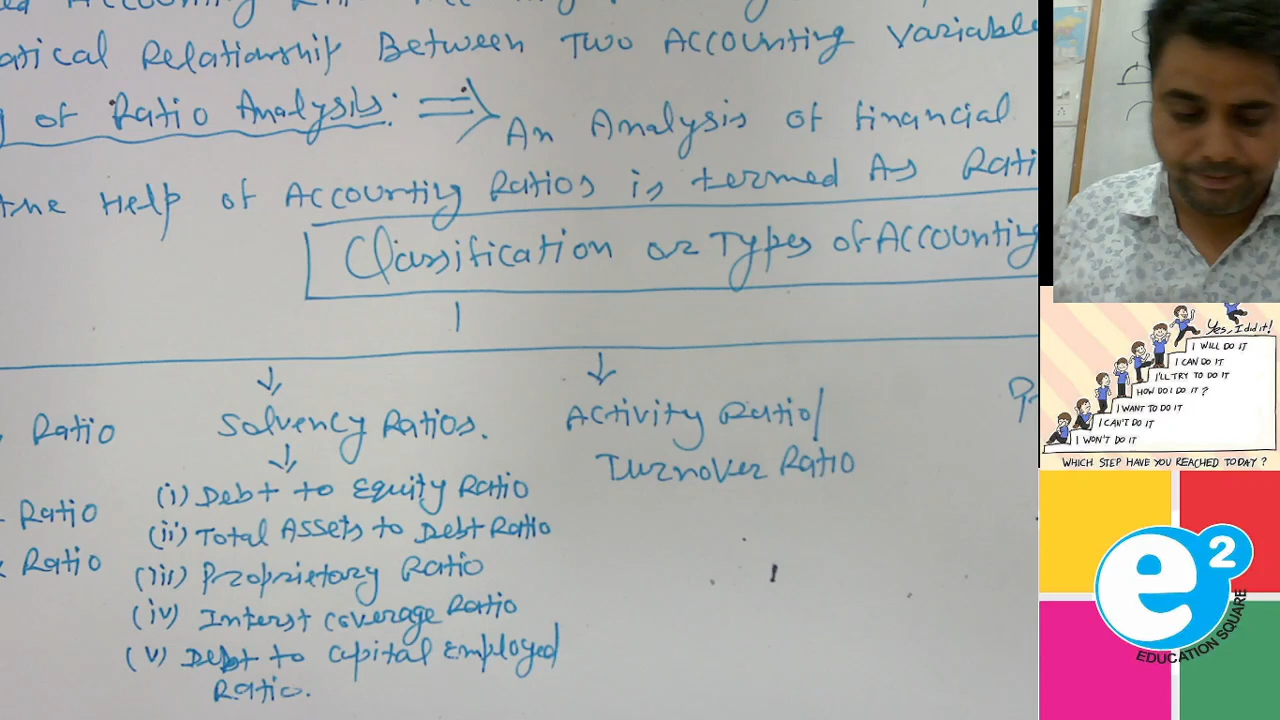 Accounting
atical Relationship Between Two Accounting Variable
of Ratio Analysis: ⇒ An Analysis of financial
the Help of Accounting Ratios is termed As Rati
Classification or Types of Accounting
Ratio
Solvency Ratios.
Activity Ratio/
Turnover Ratio
Ratio
Ratio
(i) Debt to Equity Ratio
(ii) Total Assets to Debt Ratio
(iii) Proprietary Ratio
(iv) Interst coverage Ratio
(v) Debt to capital Employed
Ratio.
Yes, I did it!
I WILL DO IT
I CAN DO IT
I'LL TRY TO DO IT
HOW DO I DO IT?
I WANT TO DO IT
I CAN'T DO IT
I WON'T DO IT
WHICH STEP HAVE YOU REACHED TODAY?
e2
EDUCATION SQUARE